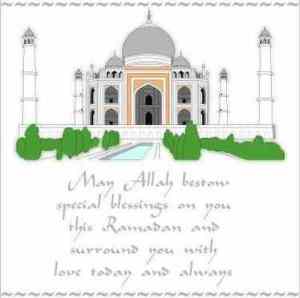 May Allah bestow
special blessings on you
this Ramadan and
surround you with
love today and always